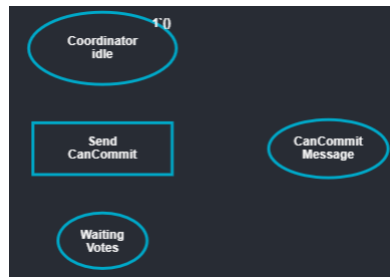 Coordinator
idle
Send
CanCommit
CanCommit
Message
Waiting
Votes